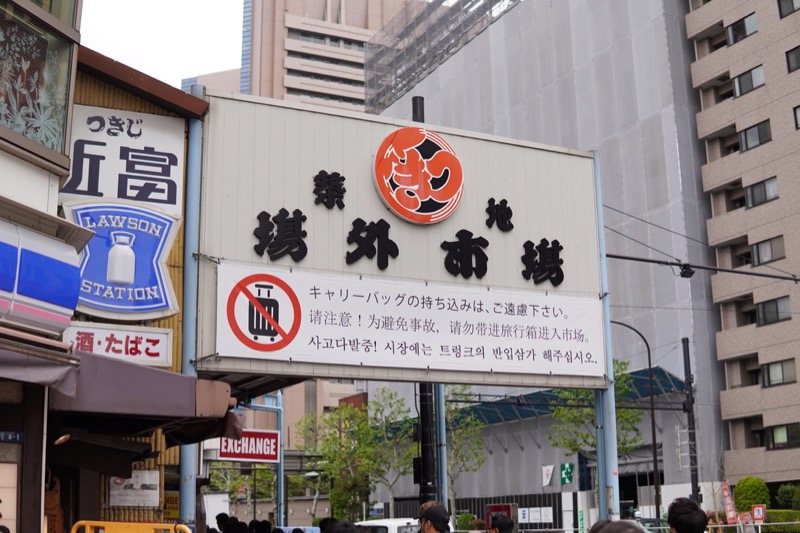 つきじ
近富
LAWSON
STATION
酒・たばこ
築地
場外市場
キャリーバッグの持ち込みは、ご遠慮下さい。
请注意！为避免事故，请勿带进旅行箱进入市场。
사고다발중! 시장에는 트렁크의 반입삼가 해주십시오.
EXCHANGE